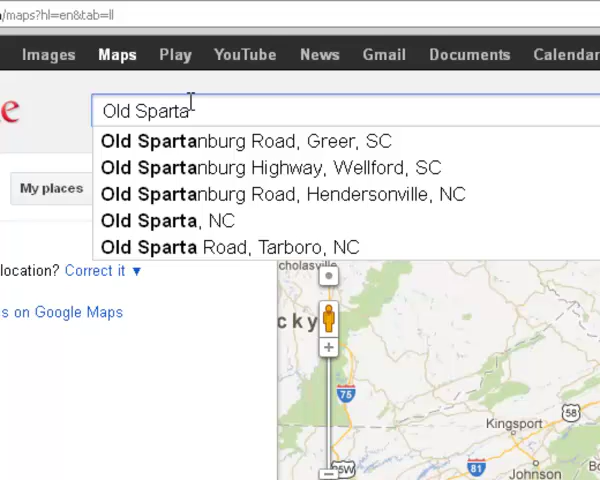 /maps?hl=en&tab=ll
Images Maps Play YouTube News Gmail Documents Calendar
e
Old Sparta
Old Spartanburg Road, Greer, SC
Old Spartanburg Highway, Wellford, SC
My places
Old Spartanburg Road, Hendersonville, NC
Old Sparta, NC
Old Sparta Road, Tarboro, NC
location? Correct it ▼
cholasville
s on Google Maps
cky
+
75
58
Kingsport
81
Johnson